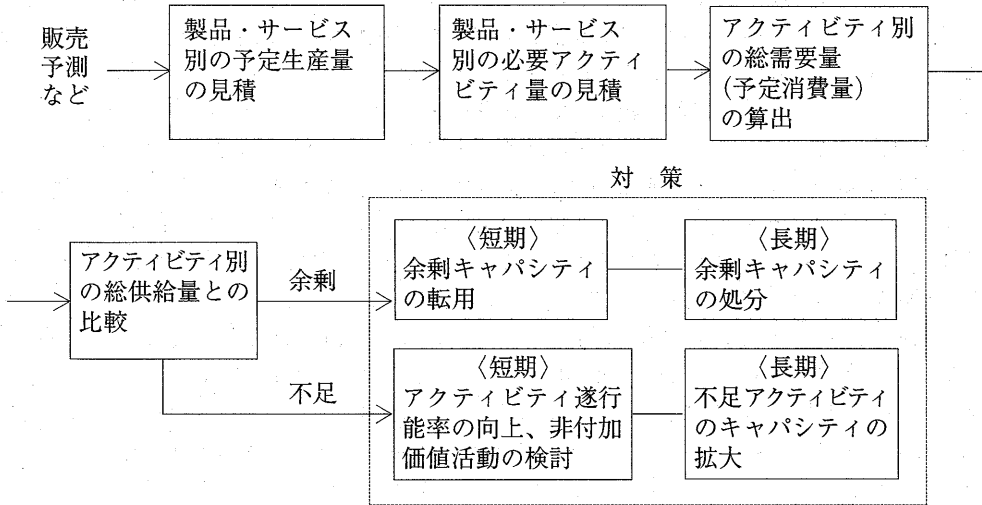 販売
予測
など
製品・サービス
別の予定生産量
の見積
製品・サービス
別の必要アクティ
ビティ量の見積
アクティビティ別
の総需要量
(予定消費量)
の算出
対　策
アクティビティ別
の総供給量との
比較
余剰
〈短期〉
余剰キャパシティ
の転用
〈長期〉
余剰キャパシティ
の処分
不足
〈短期〉
アクティビティ遂行
能率の向上、非付加
価値活動の検討
〈長期〉
不足アクティビティ
のキャパシティの
拡大